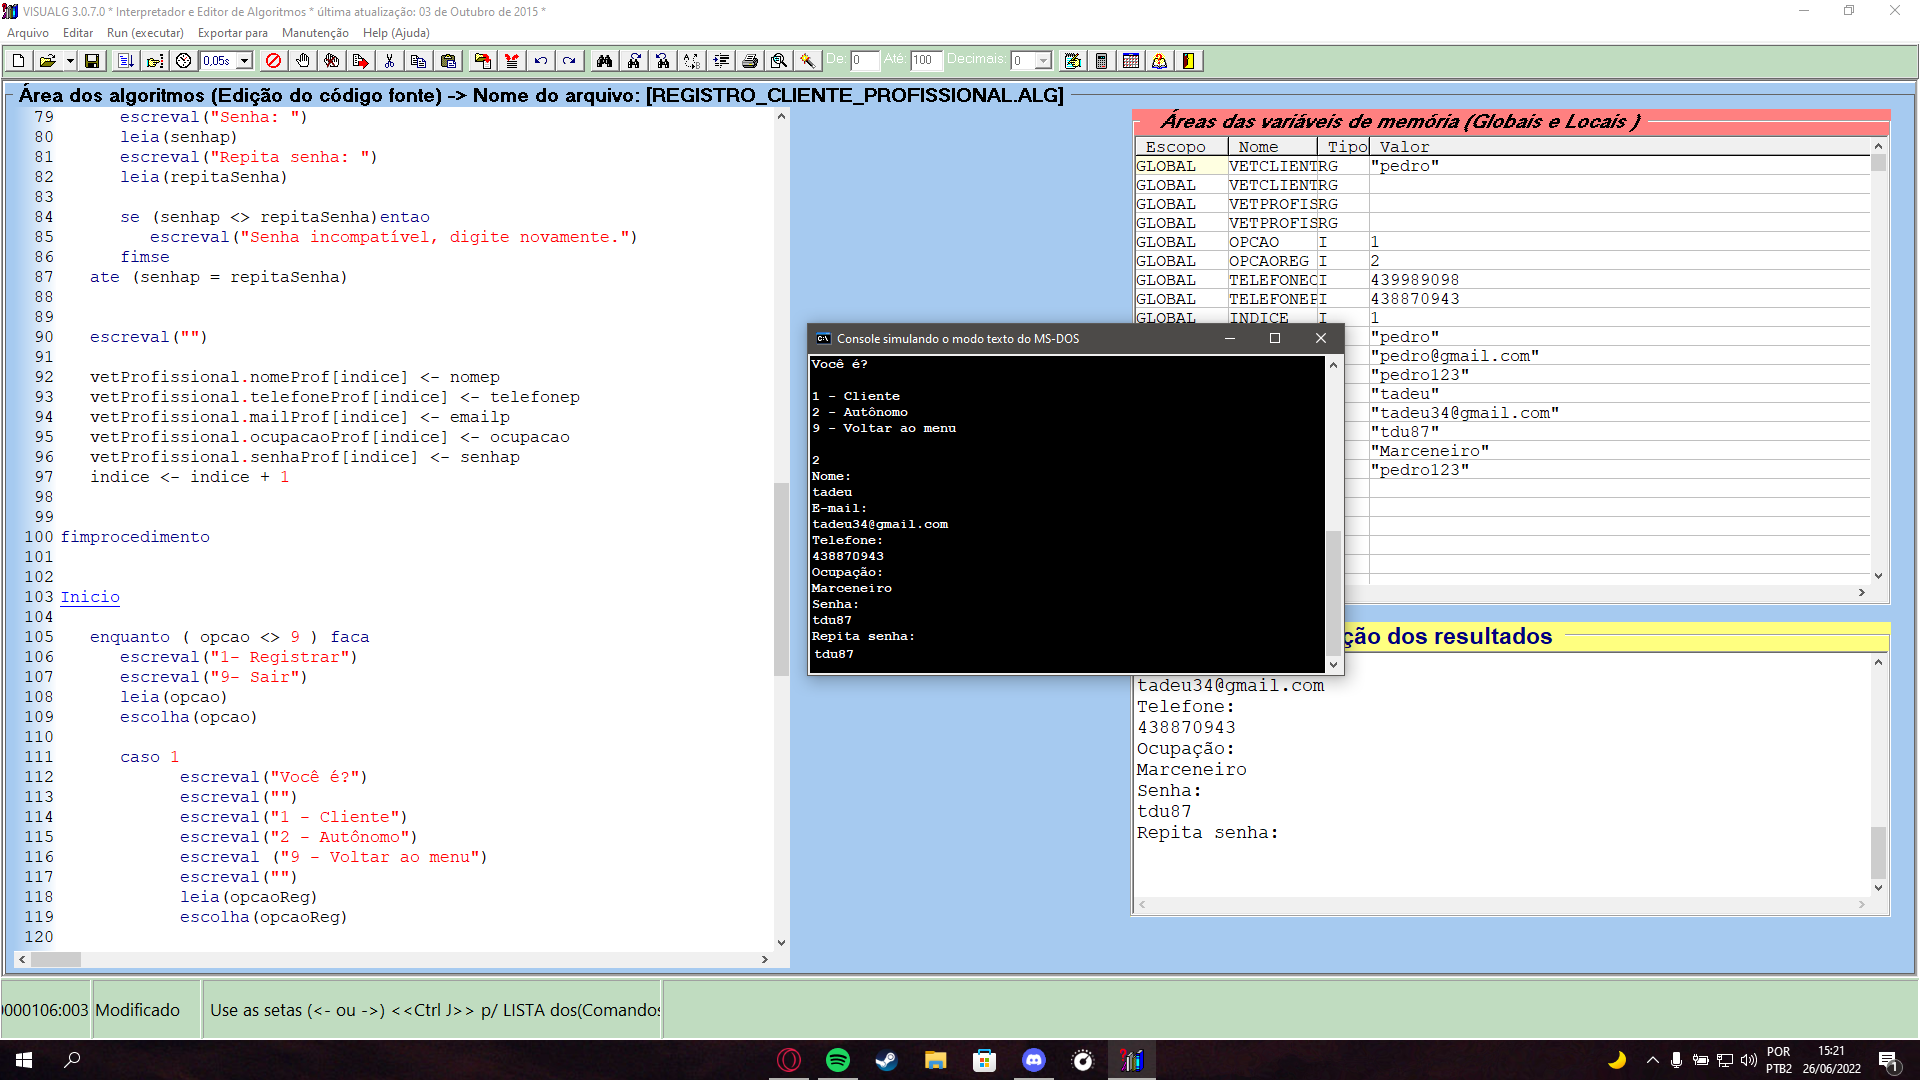 VISUALG 3.0.7.0 * Interpretador e Editor de Algoritmos * última atualização: 03 de Outubro de 2015 *
Arquivo Editar Run (executar) Exportar para Manutenção Help (Ajuda)
0,05s De: 0 Até: 100 Decimais: 0
Área dos algoritmos (Edição do código fonte) -> Nome do arquivo: [REGISTRO_CLIENTE_PROFISSIONAL.ALG]
79 escreval("Senha: ")
80 leia(senhap)
81 escreval("Repita senha: ")
82 leia(repitaSenha)
83
84 se (senhap <> repitaSenha)entao
85 escreval("Senha incompatível, digite novamente.")
86 fimse
87 ate (senhap = repitaSenha)
88
89
90 escreval("")
91
92 vetProfissional.nomeProf[indice] <- nomep
93 vetProfissional.telefoneProf[indice] <- telefonep
94 vetProfissional.mailProf[indice] <- emailp
95 vetProfissional.ocupacaoProf[indice] <- ocupacao
96 vetProfissional.senhaProf[indice] <- senhap
97 indice <- indice + 1
98
99
100 fimprocedimento
101
102
103 Inicio
104
105 enquanto ( opcao <> 9 ) faca
106 escreval("1- Registrar")
107 escreval("9- Sair")
108 leia(opcao)
109 escolha(opcao)
110
111 caso 1
112 escreval("Você é?")
113 escreval("")
114 escreval("1 - Cliente")
115 escreval("2 - Autônomo")
116 escreval ("9 - Voltar ao menu")
117 escreval("")
118 leia(opcaoReg)
119 escolha(opcaoReg)
120
Áreas das variáveis de memória (Globais e Locais )
Escopo Nome Tipo Valor
GLOBAL VETCLIENT RG "pedro"
GLOBAL VETCLIENT RG
GLOBAL VETPROFIS RG
GLOBAL VETPROFIS RG
GLOBAL OPCAO I 1
GLOBAL OPCAOREG I 2
GLOBAL TELEFONEC I 439989098
GLOBAL TELEFONEP I 438870943
GLOBAL INDICE I 1
"pedro"
"pedro@gmail.com"
"pedro123"
"tadeu"
"tadeu34@gmail.com"
"tdu87"
"Marceneiro"
"pedro123"
Console simulando o modo texto do MS-DOS
Você é?
1 - Cliente
2 - Autônomo
9 - Voltar ao menu
2
Nome:
tadeu
E-mail:
tadeu34@gmail.com
Telefone:
438870943
Ocupação:
Marceneiro
Senha:
tdu87
Repita senha:
tdu87
ção dos resultados
tadeu34@gmail.com
Telefone:
438870943
Ocupação:
Marceneiro
Senha:
tdu87
Repita senha:
0000106:003 Modificado Use as setas (<- ou ->) <<Ctrl J>> p/ LISTA dos(Comandos
POR
PTB2
15:21
26/06/2022
1